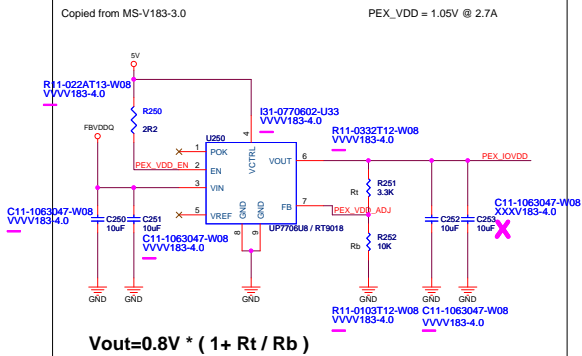 Copied from MS-V183-3.0
PEX_VDD = 1.05V @ 2.7A
5V
R11-022AT13-W08
VVVV183-4.0
R250
2R2
I31-0770602-U33
VVVV183-4.0
FBVDDQ
U250
R11-0332T12-W08
VVVV183-4.0
1
POK
VCTRL
4
VOUT
6
PEX_IOVDD
PEX_VDD_EN
2
EN
3
VIN
R251
3.3K
Rt
FB
7
PEX_VDD_ADJ
5
VREF
GND
GND
8
9
UP7706U8 / RT9018
C11-1063047-W08
VVVV183-4.0
C250
10uF
C251
10uF
C11-1063047-W08
VVVV183-4.0
Rb
R252
10K
C252
10uF
C253
10uF
C11-1063047-W08
XXXV183-4.0
X
GND
GND
GND
GND
GND
GND
R11-0103T12-W08
VVVV183-4.0
C11-1063047-W08
VVVV183-4.0
Vout=0.8V * ( 1+ Rt / Rb )